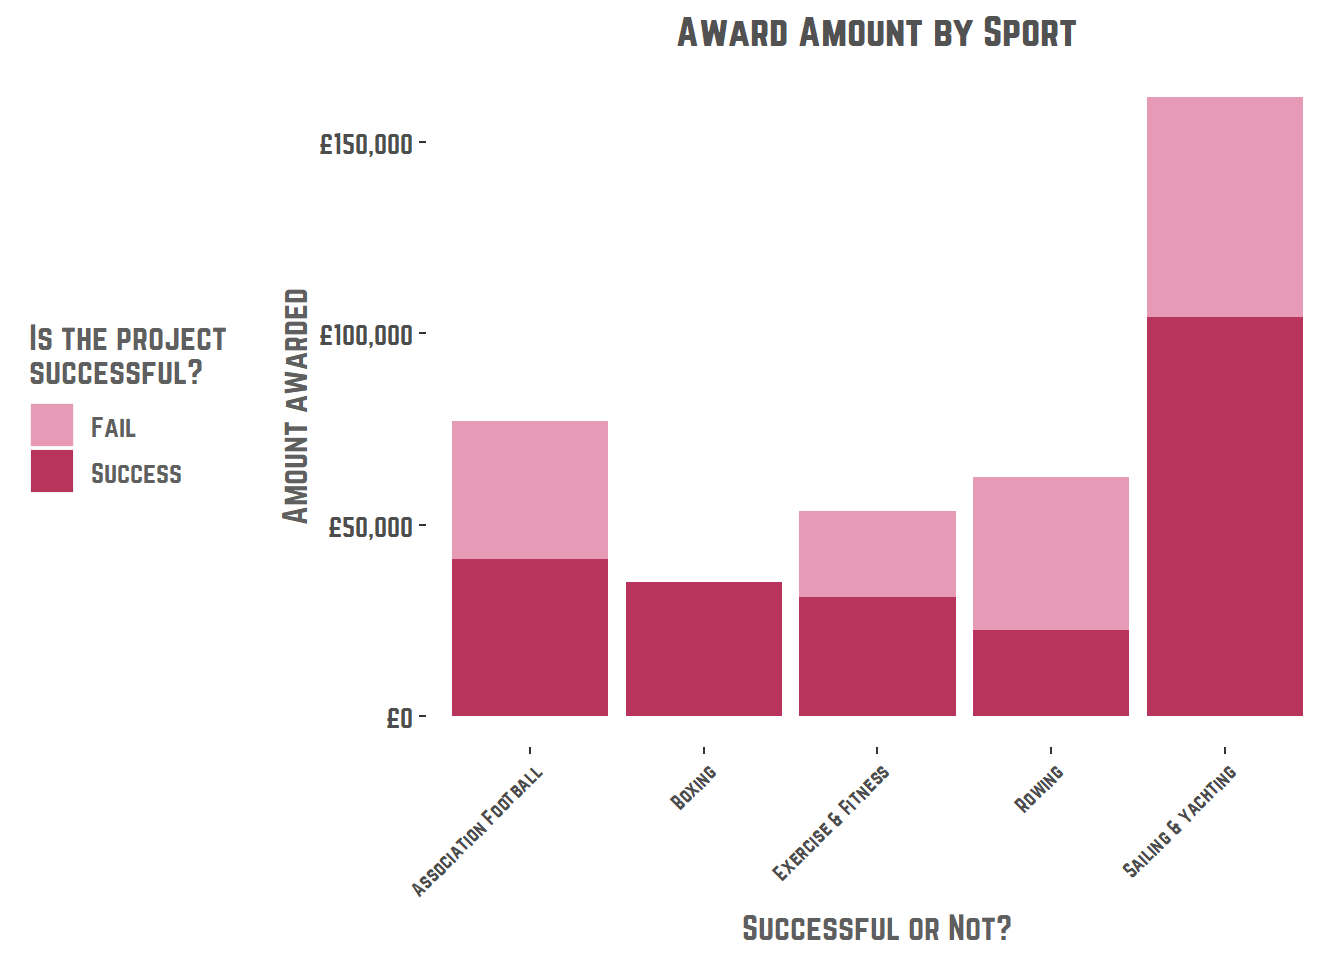 Award Amount by Sport
Is the project
successful?
Fail
Success
Amount awarded
£150,000
£100,000
£50,000
£0
Association Football
Boxing
Exercise & Fitness
Rowing
Sailing & yachting
Successful or Not?